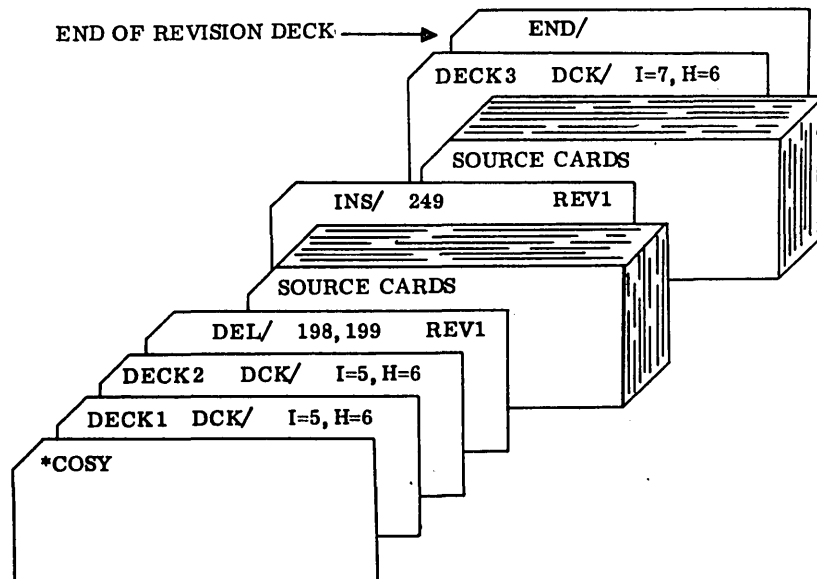 END OF REVISION DECK
END/
DECK3 DCK/ I=7, H=6
SOURCE CARDS
INS/ 249 REV1
SOURCE CARDS
DEL/ 198,199 REV1
DECK2 DCK/ I=5, H=6
DECK1 DCK/ I=5, H=6
*COSY